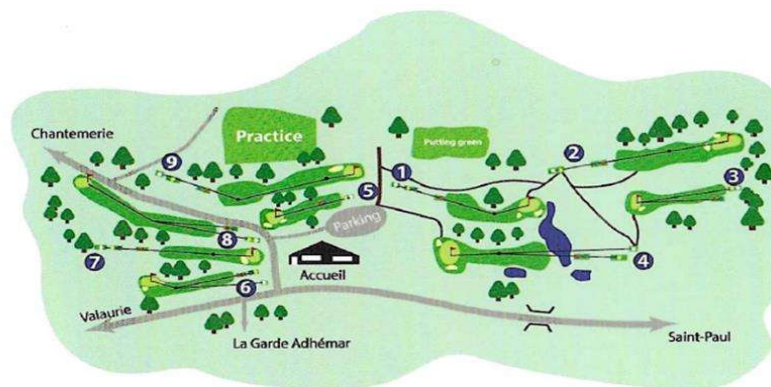 Chantemerie
Practice
Putting green
9
1
2
3
5
Parking
8
7
4
Accueil
6
Valaurie
La Garde Adhémar
Saint-Paul